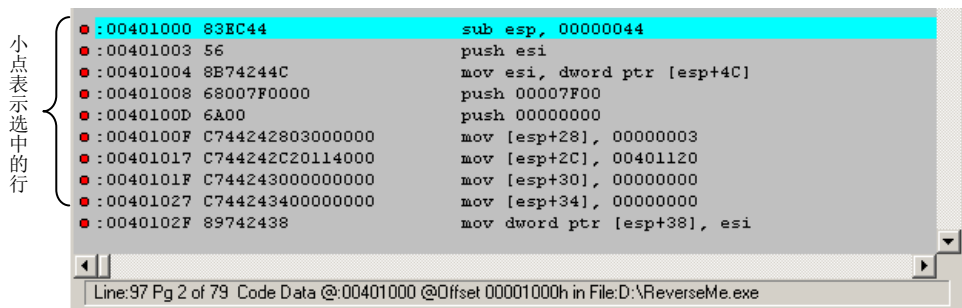 小点表示选中的行
:00401000 83EC44 sub esp, 00000044
:00401003 56 push esi
:00401004 8B74244C mov esi, dword ptr [esp+4C]
:00401008 68007F0000 push 00007F00
:0040100D 6A00 push 00000000
:0040100F C744242803000000 mov [esp+28], 00000003
:00401017 C744242C20114000 mov [esp+2C], 00401120
:0040101F C744243000000000 mov [esp+30], 00000000
:00401027 C744243400000000 mov [esp+34], 00000000
:0040102F 89742438 mov dword ptr [esp+38], esi
Line:97 Pg 2 of 79 Code Data @:00401000 @Offset 00001000h in File:D:\ReverseMe.exe